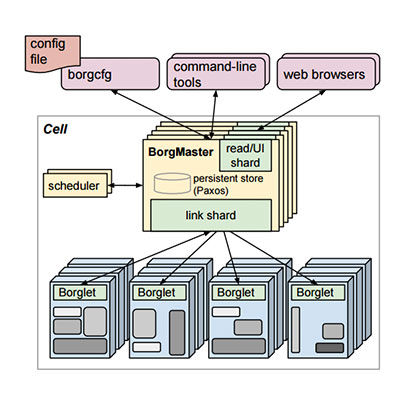 config
file
borgcfg
command-line
tools
web browsers
Cell
BorgMaster
read/UI
shard
persistent store
(Paxos)
scheduler
link shard
Borglet
Borglet
Borglet
Borglet